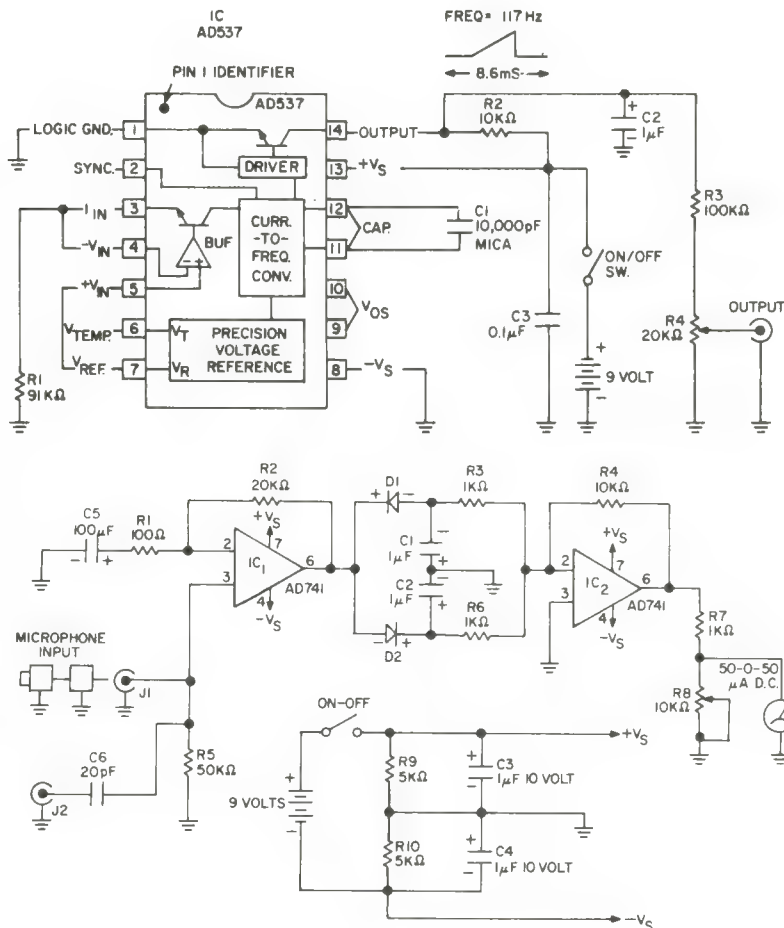 IC
AD537
FREQ = 117 Hz
8.6mS
PIN 1 IDENTIFIER
AD537
LOGIC GND. 1
14 OUTPUT
R2
10KΩ
+ C2
- 1μF
SYNC. 2
DRIVER
13 +VS
I IN 3
CURR.
-TO-
FREQ.
CONV.
12
CAP.
11
C1
10,000pF
MICA
R3
100KΩ
-VIN 4
BUF
- +
+VIN 5
10
VOS
9
ON/OFF
SW.
OUTPUT
R4
20KΩ
VTEMP. 6 VT
PRECISION
VOLTAGE
REFERENCE
C3
0.1μF
VREF. 7 VR
8 -VS
R1
91KΩ
+
9 VOLT
-
R2
20KΩ
D1
+ -
R3
1KΩ
R4
10KΩ
C5
100μF
- +
R1
100Ω
+VS
7
2
IC1
6
3
AD741
4
-VS
-
C1
1μF
+
-
C2
1μF
+
+VS
7
2
IC2
6
3
AD741
4
-VS
R6
1KΩ
- +
D2
R7
1KΩ
MICROPHONE
INPUT
J1
50-0-50
μA D.C.
R8
10KΩ
ON-OFF
C6
20pF
R5
50KΩ
J2
+VS
+
9 VOLTS
-
R9
5KΩ
+ C3
- 1μF 10 VOLT
R10
5KΩ
+ C4
- 1μF 10 VOLT
-VS